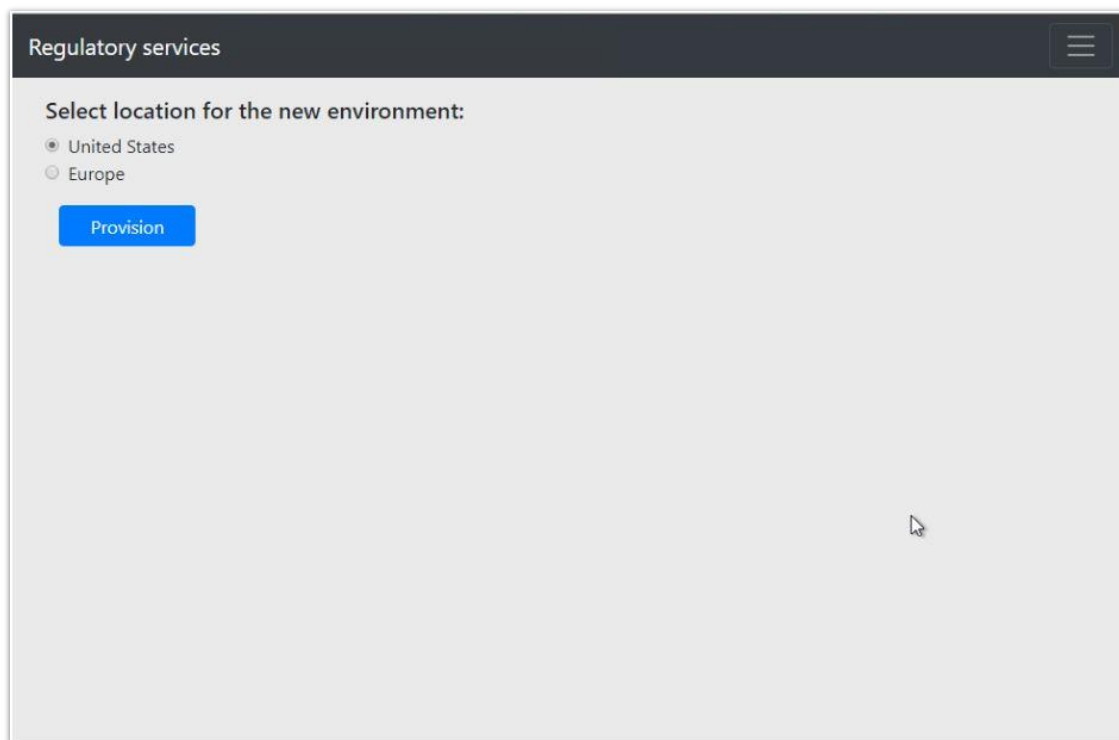 Regulatory services
Select location for the new environment:
United States
Europe
Provision